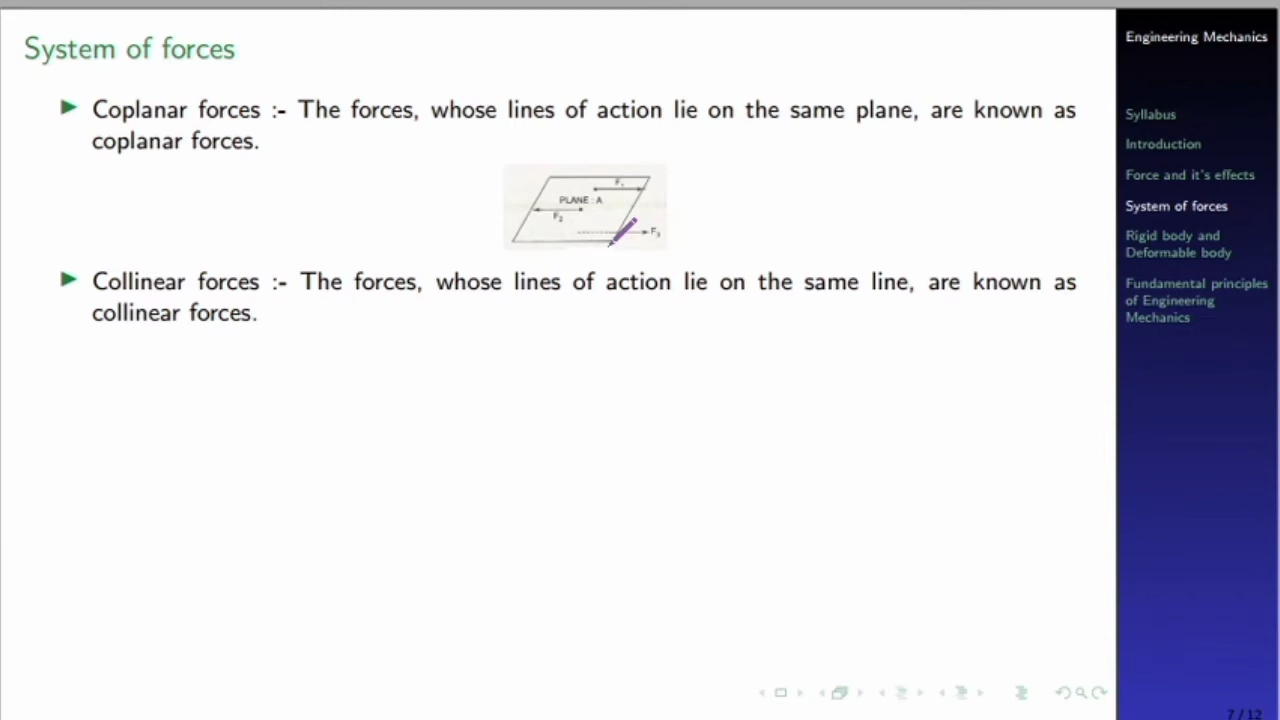 System of forces
Coplanar forces :- The forces, whose lines of action lie on the same plane, are known as
coplanar forces.
F₁
PLANE : A
F₂
F₃
Collinear forces :- The forces, whose lines of action lie on the same line, are known as
collinear forces.
Engineering Mechanics
Syllabus
Introduction
Force and it's effects
System of forces
Rigid body and
Deformable body
Fundamental principles
of Engineering
Mechanics
7 / 12